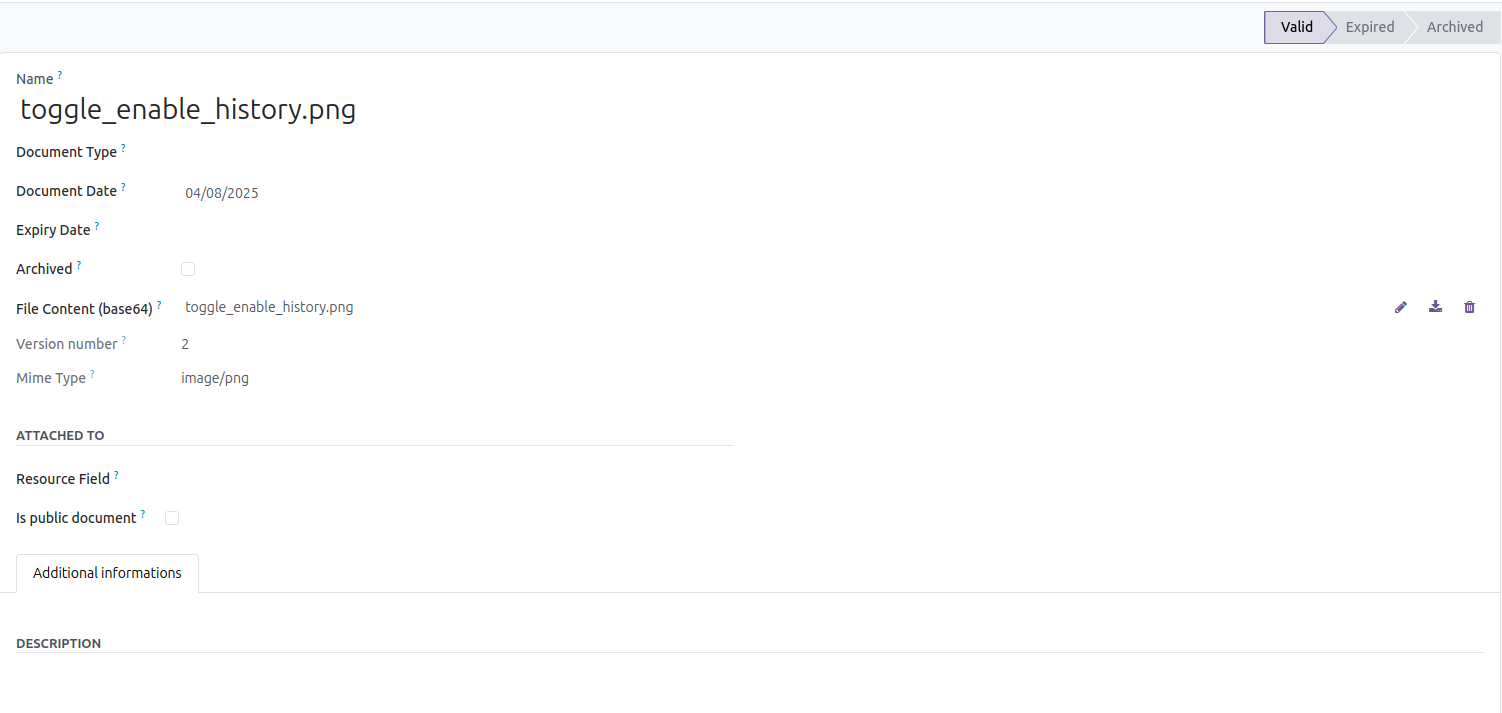 Valid Expired Archived
Name ?
toggle_enable_history.png
Document Type ?
Document Date ? 04/08/2025
Expiry Date ?
Archived ?
File Content (base64) ? toggle_enable_history.png
Version number ? 2
Mime Type ? image/png
ATTACHED TO
Resource Field ?
Is public document ?
Additional informations
DESCRIPTION